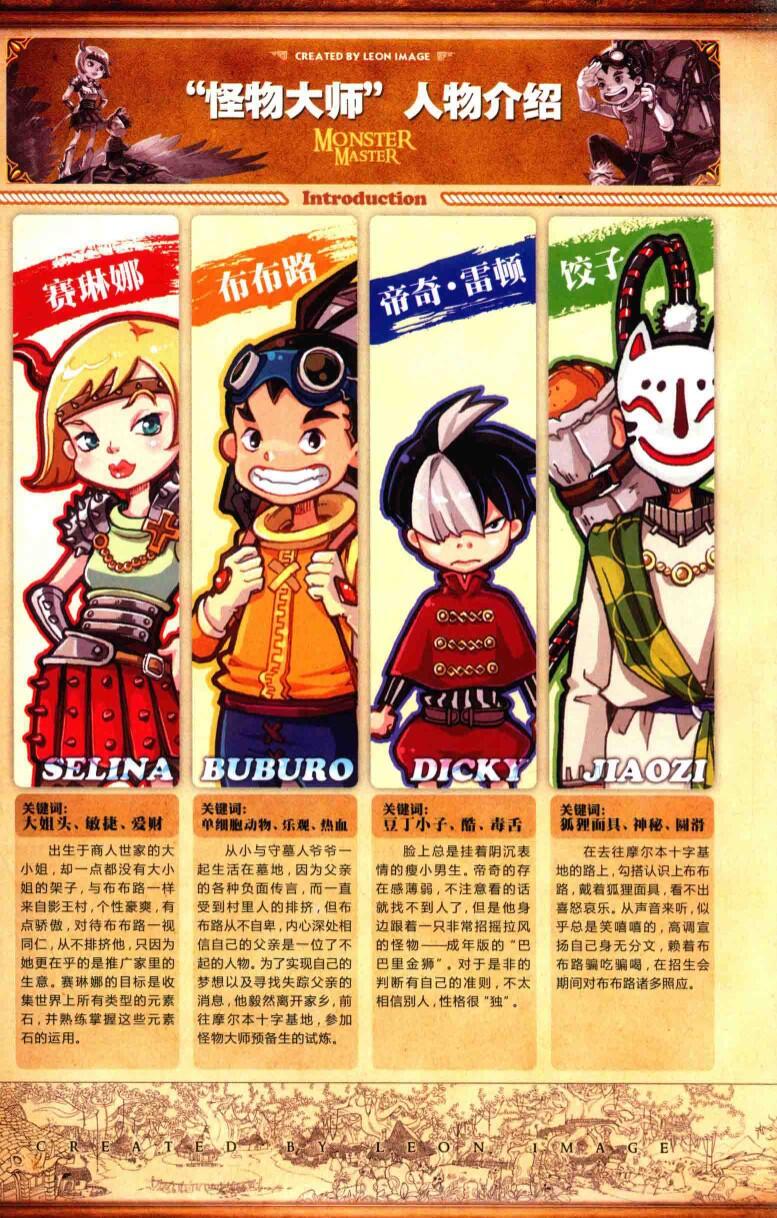 CREATED BY LEON IMAGE
“怪物大师”人物介绍
MONSTER
MASTER
Introduction
赛琳娜
SELINA
关键词:
大姐头、敏捷、爱财
出生于商人世家的大
小姐，却一点都没有大小
姐的架子，与布布路一样
来自影王村，个性豪爽，有
点骄傲，对待布布路一视
同仁，从不排挤他，只因为
她更在乎的是推广家里的
生意。赛琳娜的目标是收
集世界上所有类型的元素
石，并熟练掌握这些元素
石的运用。
布布路
BUBURO
关键词:
单细胞动物、乐观、热血
从小与守墓人爷爷一
起生活在墓地，因为父亲
的各种负面传言，而一直
受到村里人的排挤，但布
布路从不自卑，内心深处相
信自己的父亲是一位了不
起的人物。为了实现自己的
梦想以及寻找失踪父亲的
消息，他毅然离开家乡，前
往摩尔本十字基地，参加
怪物大师预备生的试炼。
帝奇·雷顿
DICKY
关键词:
豆丁小子、酷、毒舌
脸上总是挂着阴沉表
情的瘦小男生。帝奇的存
在感薄弱，不注意看的话
就找不到人了，但是他身
边跟着一只非常招摇拉风
的怪物——成年版的“巴
巴里金狮”。对于是非的
判断有自己的准则，不太
相信别人，性格很“独”。
饺子
JIAOZI
关键词:
狐狸面具、神秘、圆滑
在去往摩尔本十字基
地的路上，勾搭认识上布布
路，戴着狐狸面具，看不出
喜怒哀乐。从声音来听，似
乎总是笑嘻嘻的，高调宣
扬自己身无分文，赖着布
布路骗吃骗喝，在招生会
期间对布布路诸多照应。
CREATED BY LEON IMAGE